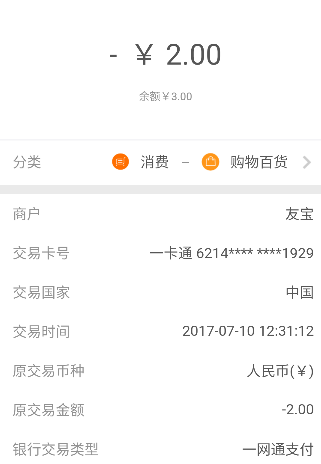 - ￥ 2.00
余额￥3.00
分类 消费 – 购物百货
商户 友宝
交易卡号 一卡通 6214**** ****1929
交易国家 中国
交易时间 2017-07-10 12:31:12
原交易币种 人民币(￥)
原交易金额 -2.00
银行交易类型 一网通支付